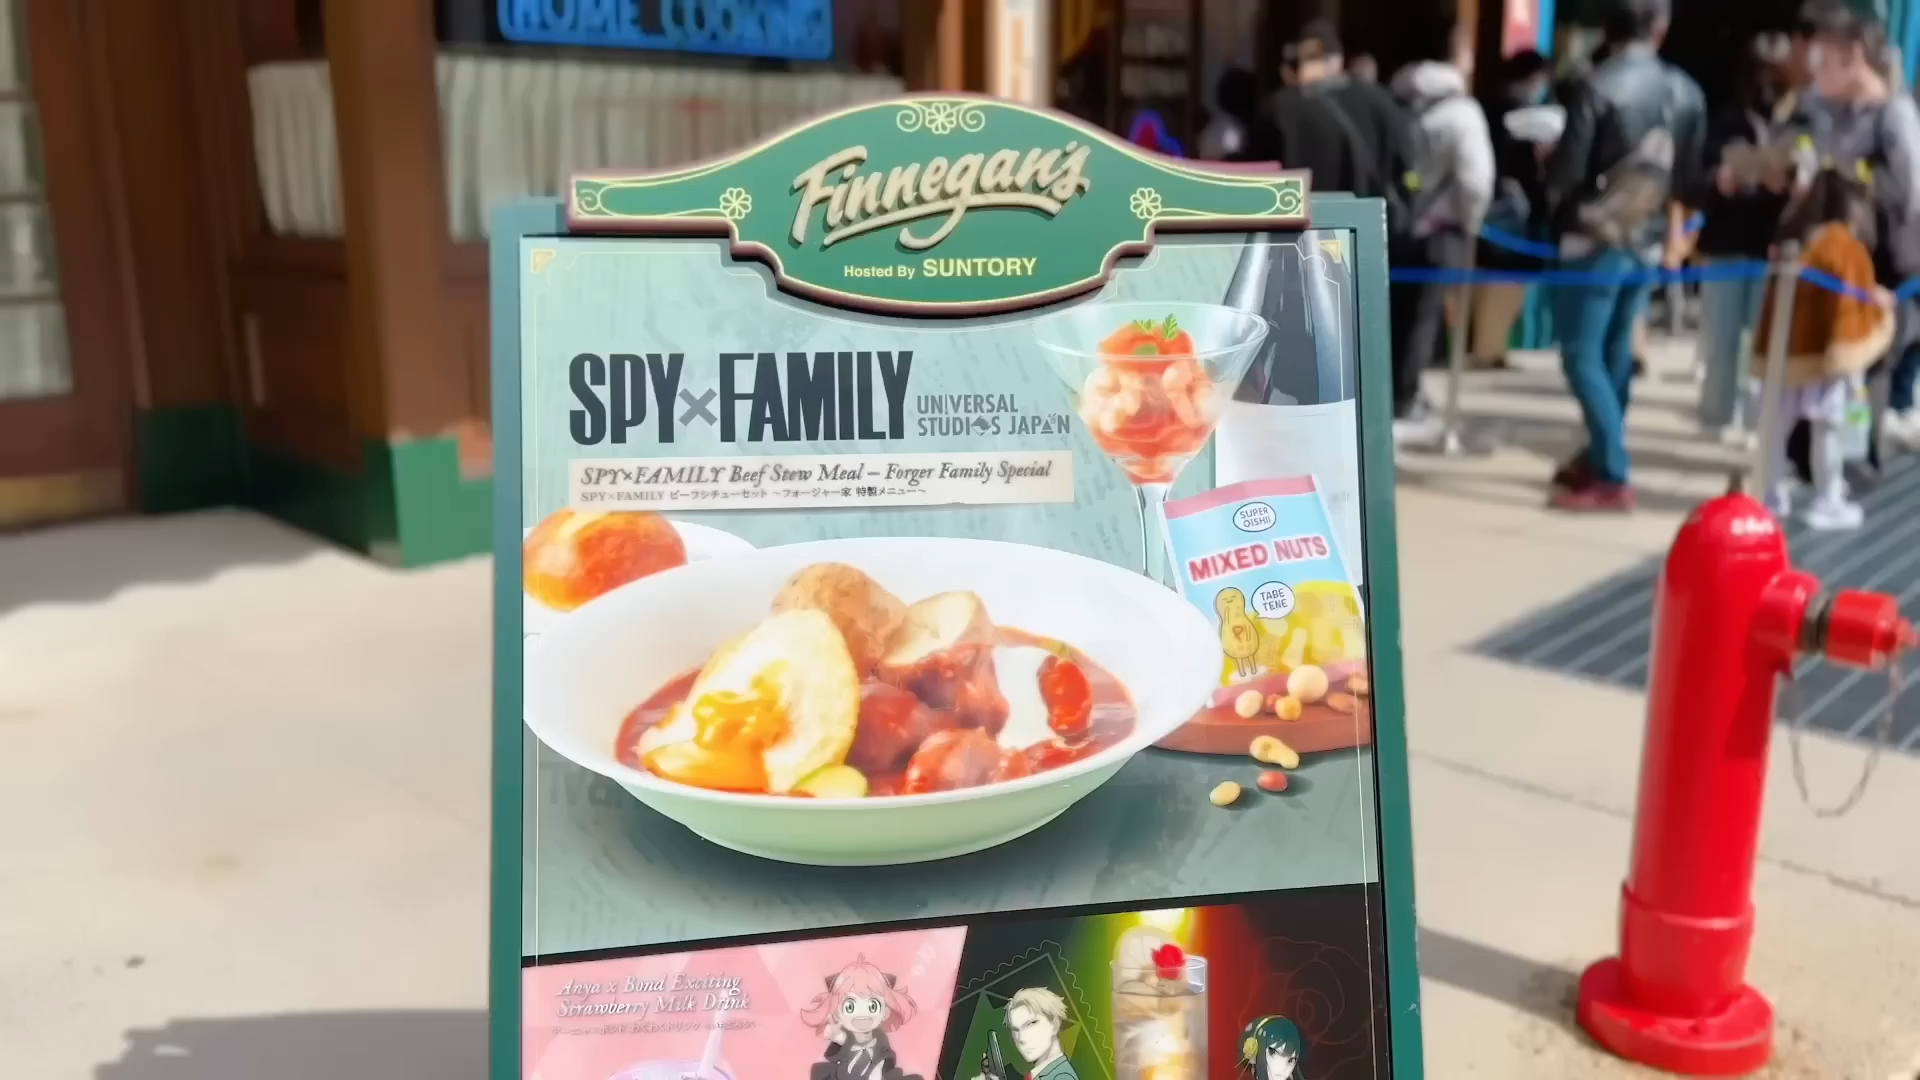 HOME COOKING
Finnegan's
Hosted By SUNTORY
SPY×FAMILY
UNIVERSAL
STUDIOS JAPAN
SPY×FAMILY Beef Stew Meal – Forger Family Special
SPY×FAMILY ビーフシチューセット ～フォージャー家 特製メニュー～
SUPER
OISHII
MIXED NUTS
TABE
TENE
P
Anya x Bond Exciting
Strawberry Milk Drink